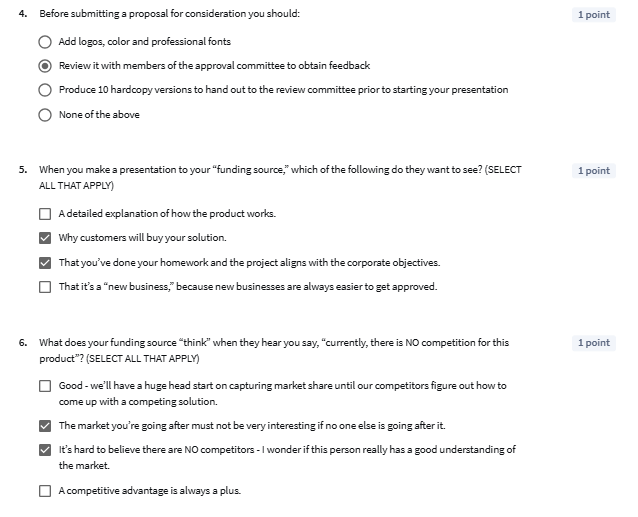 4. Before submitting a proposal for consideration you should: 1 point
Add logos, color and professional fonts
Review it with members of the approval committee to obtain feedback
Produce 10 hardcopy versions to hand out to the review committee prior to starting your presentation
None of the above
5. When you make a presentation to your “funding source,” which of the following do they want to see? (SELECT 1 point
ALL THAT APPLY)
A detailed explanation of how the product works.
Why customers will buy your solution.
That you’ve done your homework and the project aligns with the corporate objectives.
That it’s a “new business,” because new businesses are always easier to get approved.
6. What does your funding source “think” when they hear you say, “currently, there is NO competition for this 1 point
product”? (SELECT ALL THAT APPLY)
Good - we’ll have a huge head start on capturing market share until our competitors figure out how to
come up with a competing solution.
The market you’re going after must not be very interesting if no one else is going after it.
It’s hard to believe there are NO competitors - I wonder if this person really has a good understanding of
the market.
A competitive advantage is always a plus.